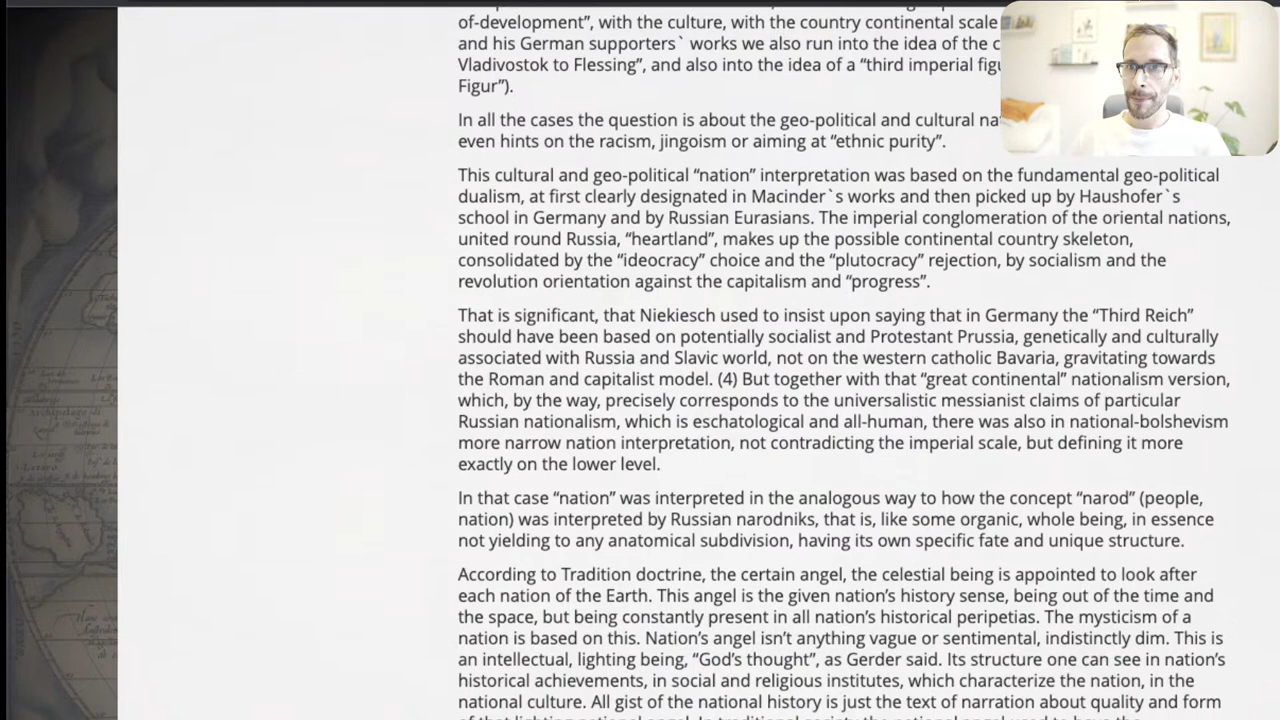 of-development”, with the culture, with the country continental scale
and his German supporters` works we also run into the idea of the c
Vladivostok to Flessing”, and also into the idea of a “third imperial figu
Figur”).
In all the cases the question is about the geo-political and cultural na
even hints on the racism, jingoism or aiming at “ethnic purity”.
This cultural and geo-political “nation” interpretation was based on the fundamental geo-political
dualism, at first clearly designated in Macinder`s works and then picked up by Haushofer`s
school in Germany and by Russian Eurasians. The imperial conglomeration of the oriental nations,
united round Russia, “heartland”, makes up the possible continental country skeleton,
consolidated by the “ideocracy” choice and the “plutocracy” rejection, by socialism and the
revolution orientation against the capitalism and “progress”.
That is significant, that Niekiesch used to insist upon saying that in Germany the “Third Reich”
should have been based on potentially socialist and Protestant Prussia, genetically and culturally
associated with Russia and Slavic world, not on the western catholic Bavaria, gravitating towards
the Roman and capitalist model. (4) But together with that “great continental” nationalism version,
which, by the way, precisely corresponds to the universalistic messianist claims of particular
Russian nationalism, which is eschatological and all-human, there was also in national-bolshevism
more narrow nation interpretation, not contradicting the imperial scale, but defining it more
exactly on the lower level.
In that case “nation” was interpreted in the analogous way to how the concept “narod” (people,
nation) was interpreted by Russian narodniks, that is, like some organic, whole being, in essence
not yielding to any anatomical subdivision, having its own specific fate and unique structure.
According to Tradition doctrine, the certain angel, the celestial being is appointed to look after
each nation of the Earth. This angel is the given nation’s history sense, being out of the time and
the space, but being constantly present in all nation’s historical peripetias. The mysticism of a
nation is based on this. Nation’s angel isn’t anything vague or sentimental, indistinctly dim. This is
an intellectual, lighting being, “God’s thought”, as Gerder said. Its structure one can see in nation’s
historical achievements, in social and religious institutes, which characterize the nation, in the
national culture. All gist of the national history is just the text of narration about quality and form